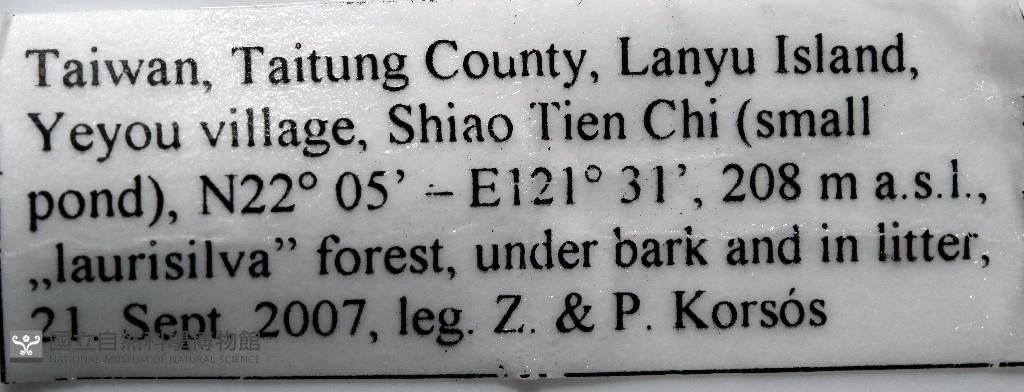 Taiwan, Taitung County, Lanyu Island,
Yeyou village, Shiao Tien Chi (small
pond), N22° 05’ – E121° 31’, 208 m a.s.l.,
„laurisilva” forest, under bark and in litter,
21. Sept. 2007, leg. Z. & P. Korsós
國立自然科學博物館
NATIONAL MUSEUM OF NATURAL SCIENCE